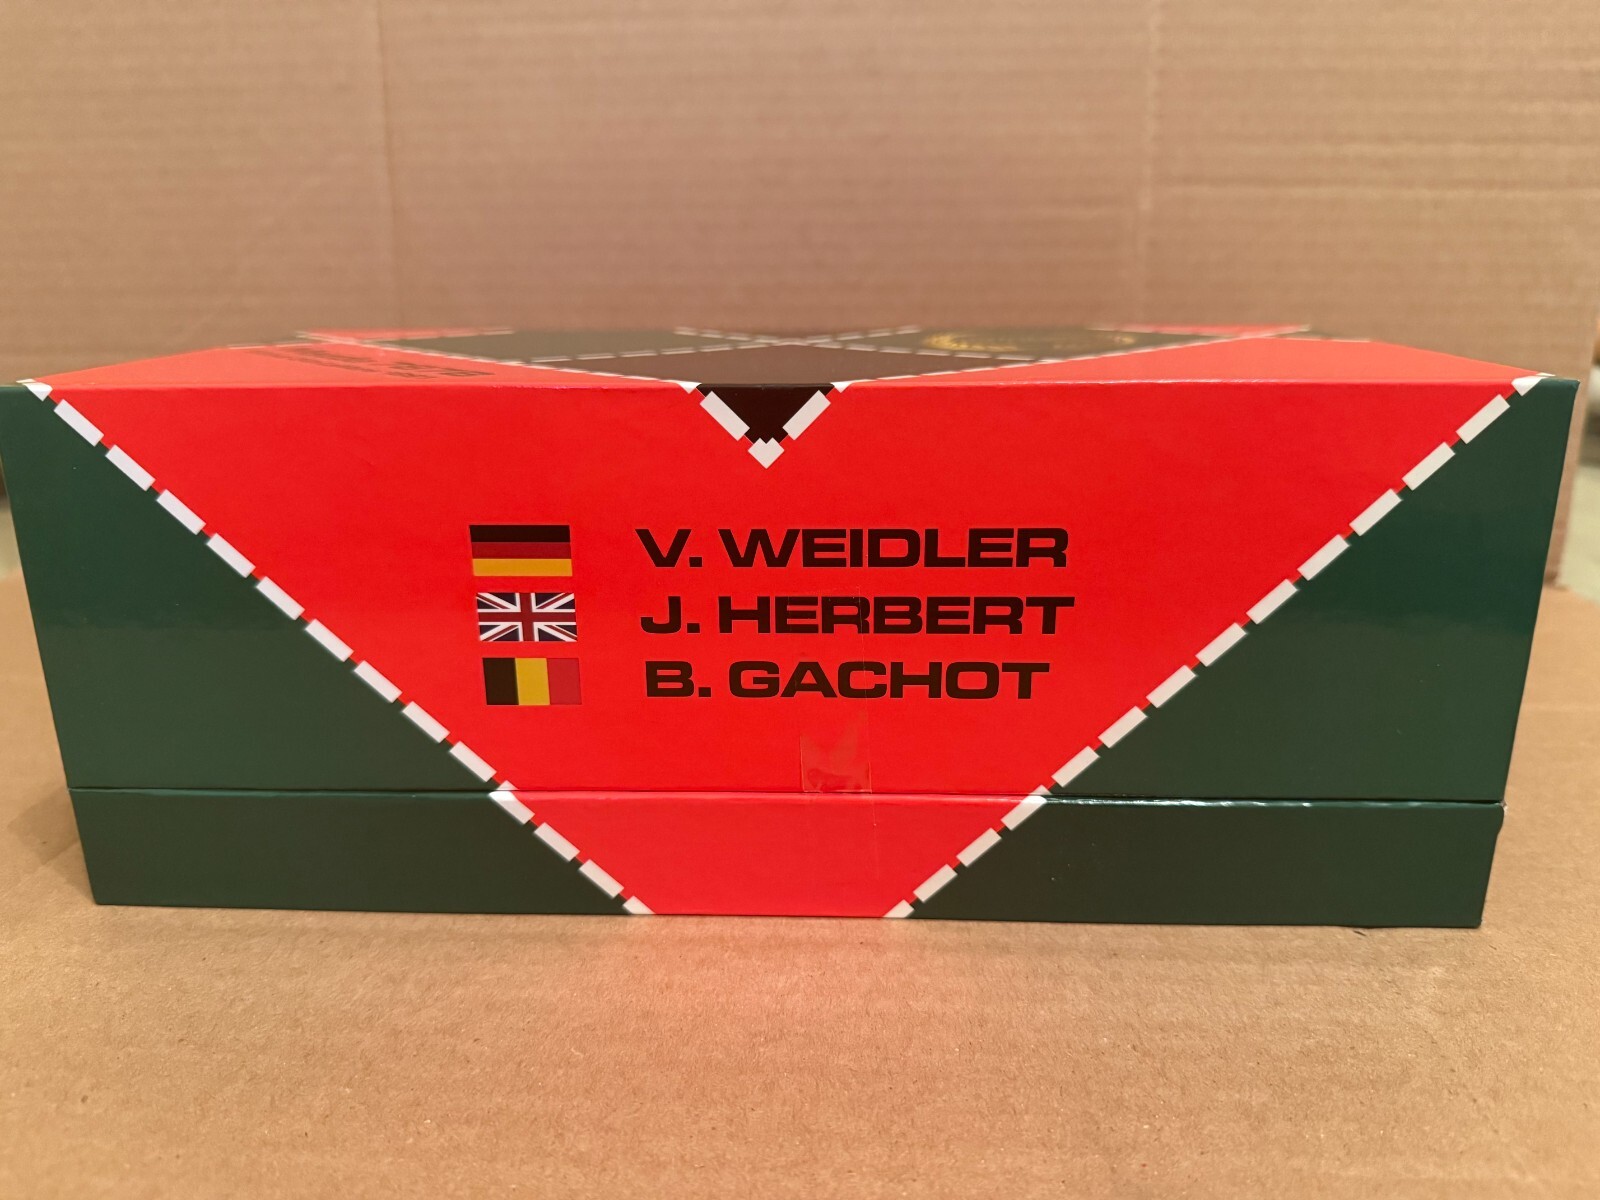 V. WEIDLER
J. HERBERT
B. GACHOT